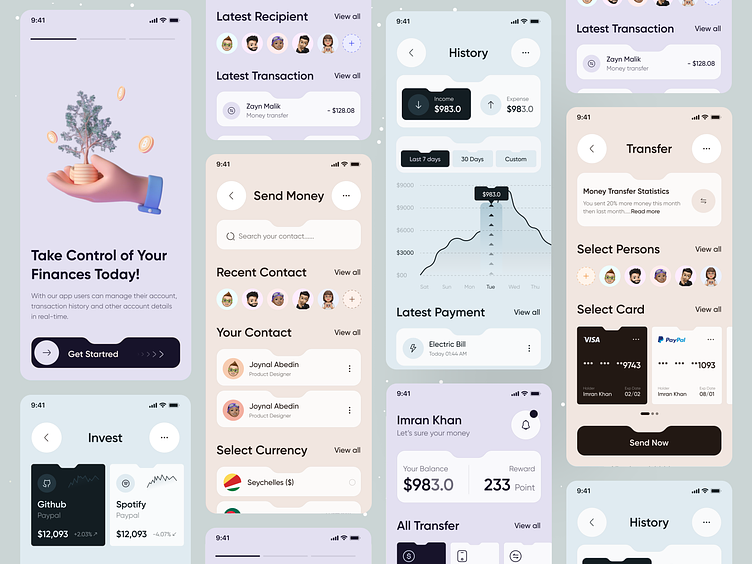 9:41
Take Control of Your
Finances Today!
With our app users can manage their account,
transaction history and other account details
in real-time.
Get Startred
9:41
Invest
Github
Paypal
$12,093 +2.03%
Spotify
Paypal
$12,093 -4.07%
Latest Recipient View all
Latest Transaction View all
Zayn Malik
Money transfer
- $128.08
9:41
Send Money
Search your contact......
Recent Contact View all
Your Contact View all
Joynal Abedin
Product Designer
Joynal Abedin
Product Designer
Select Currency View all
Seychelles ($)
9:41
9:41
History
Income
$983.0
Expense
$983.0
Last 7 days
30 Days
Custom
$9000
$983.0
$9000
$6000
$3000
$00
Sat Sun Mon Tue Wed Thu
Latest Payment View all
Electric Bill
Today 01:44 AM
9:41
Imran Khan
Let's sure your money
Your Balance
$983.0
Reward
233 Point
All Transfer View all
Latest Transaction View all
Zayn Malik
Money transfer
- $128.08
9:41
Transfer
Money Transfer Statistics
You sent 20% more money this month
then last month.... Read more
Select Persons View all
Select Card View all
VISA
9743
Holder
Imran Khan
Exp Date
02/02
PayPal
1093
Holder
Imran Khan
Exp Date
08/01
Send Now
9:41
History